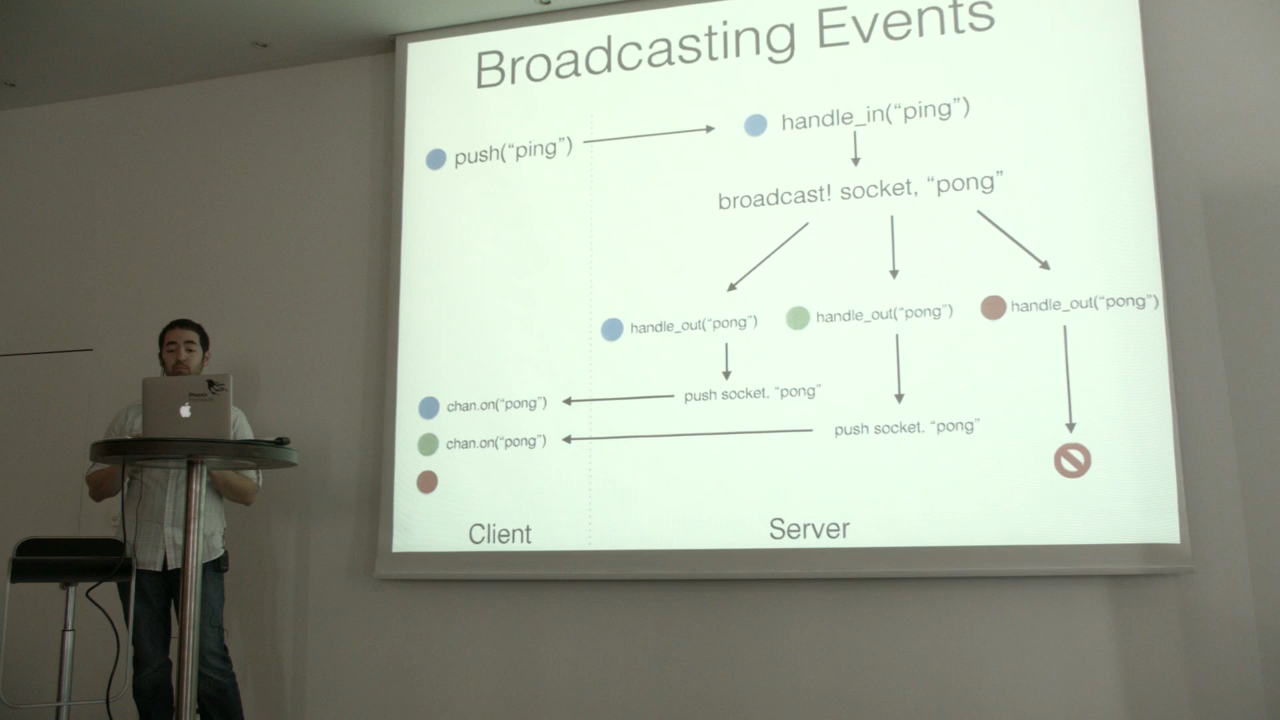 Broadcasting Events
push(“ping”)
handle_in(“ping”)
broadcast! socket, “pong”
handle_out(“pong”)
handle_out(“pong”)
handle_out(“pong”)
chan.on(“pong”)
push socket, “pong”
chan.on(“pong”)
push socket, “pong”
Client
Server